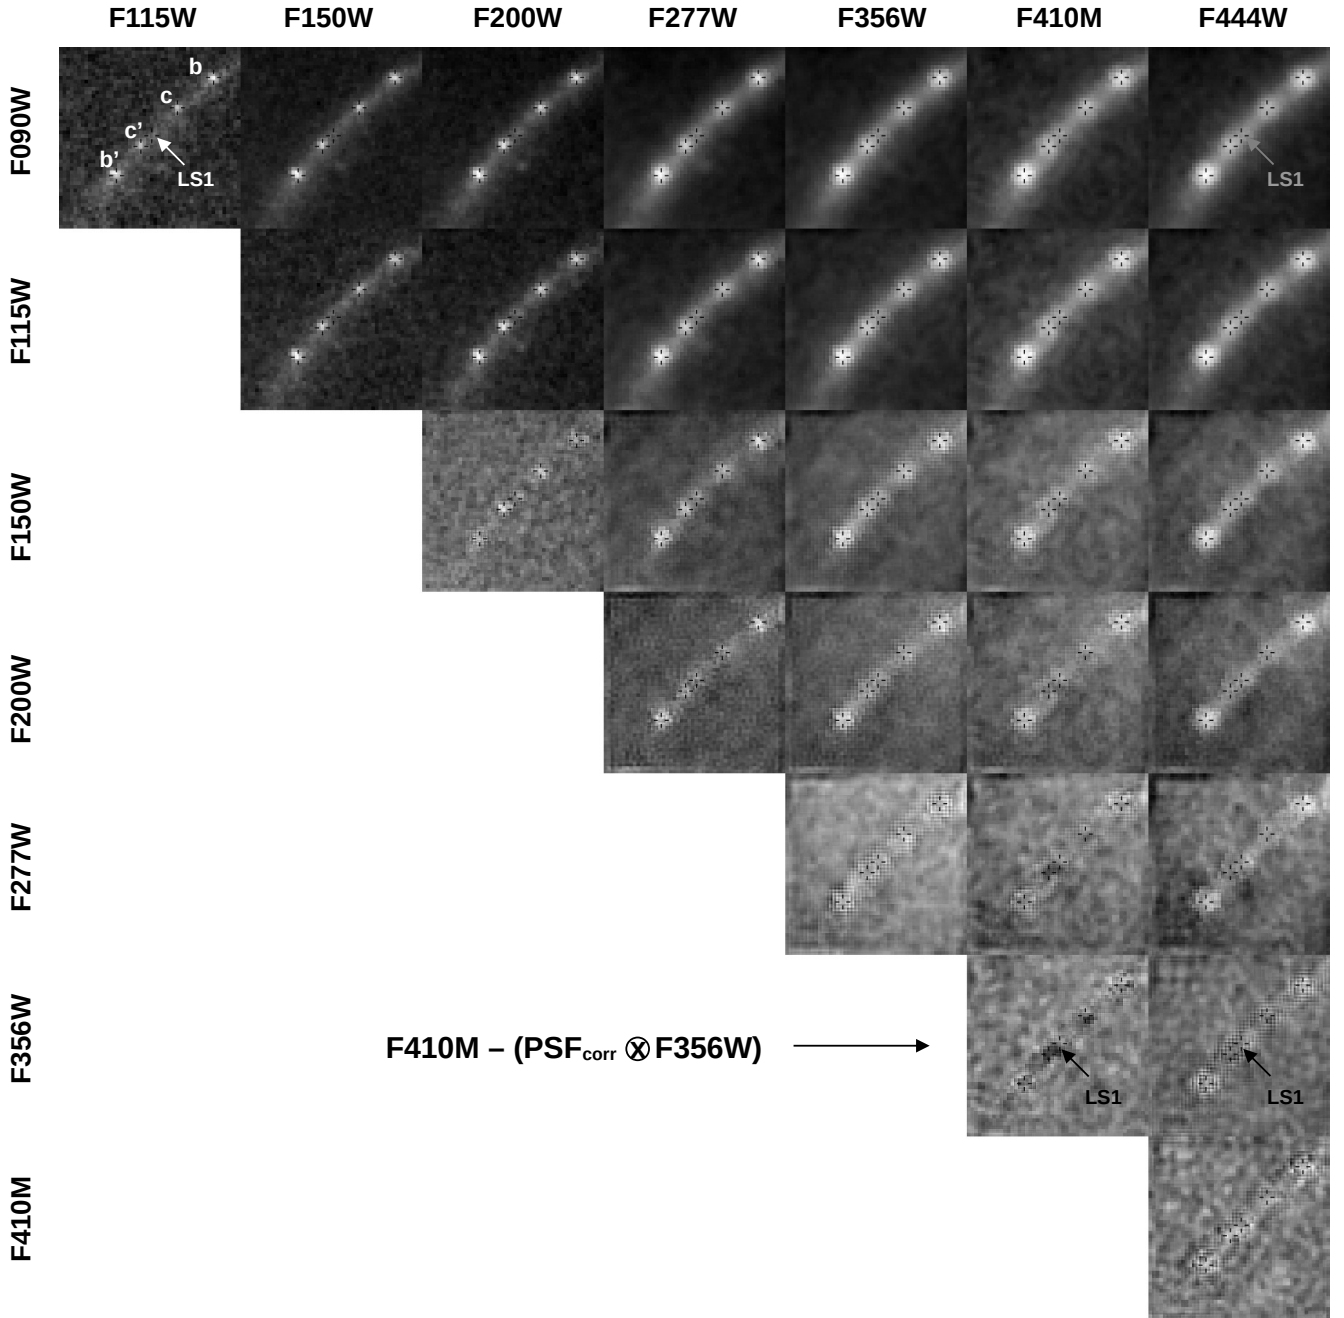 F115W F150W F200W F277W F356W F410M F444W
F090W
b
c
c’
b’
LS1
LS1
F115W
F150W
F200W
F277W
F356W
F410M – (PSFcorr ⊗ F356W)
LS1
LS1
F410M